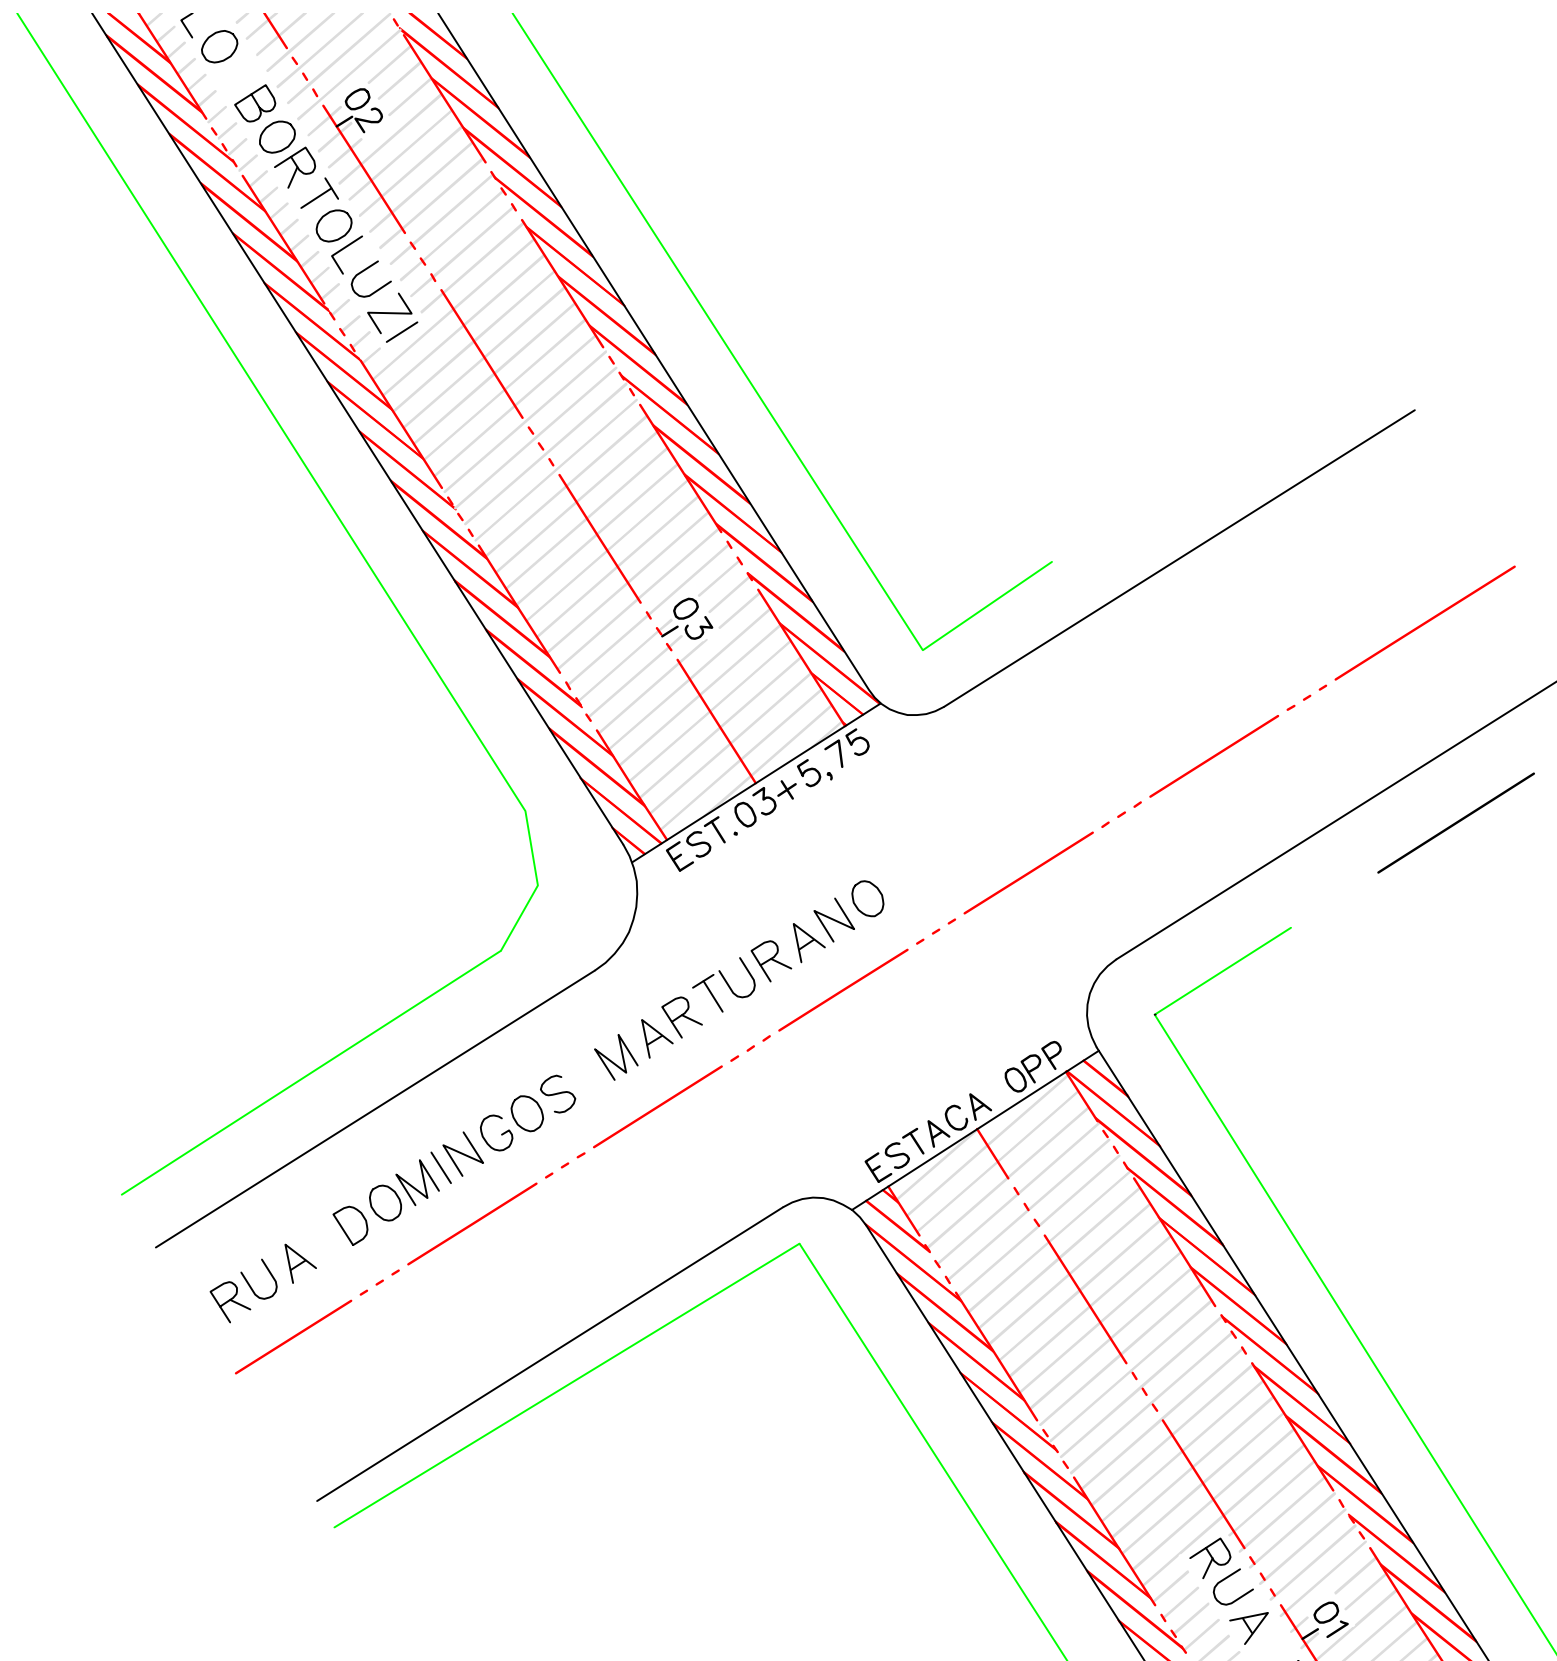 LO BORTOLUZI
02
03
EST.03+5,75
RUA DOMINGOS MARTURANO
ESTACA 0PP
RUA
01